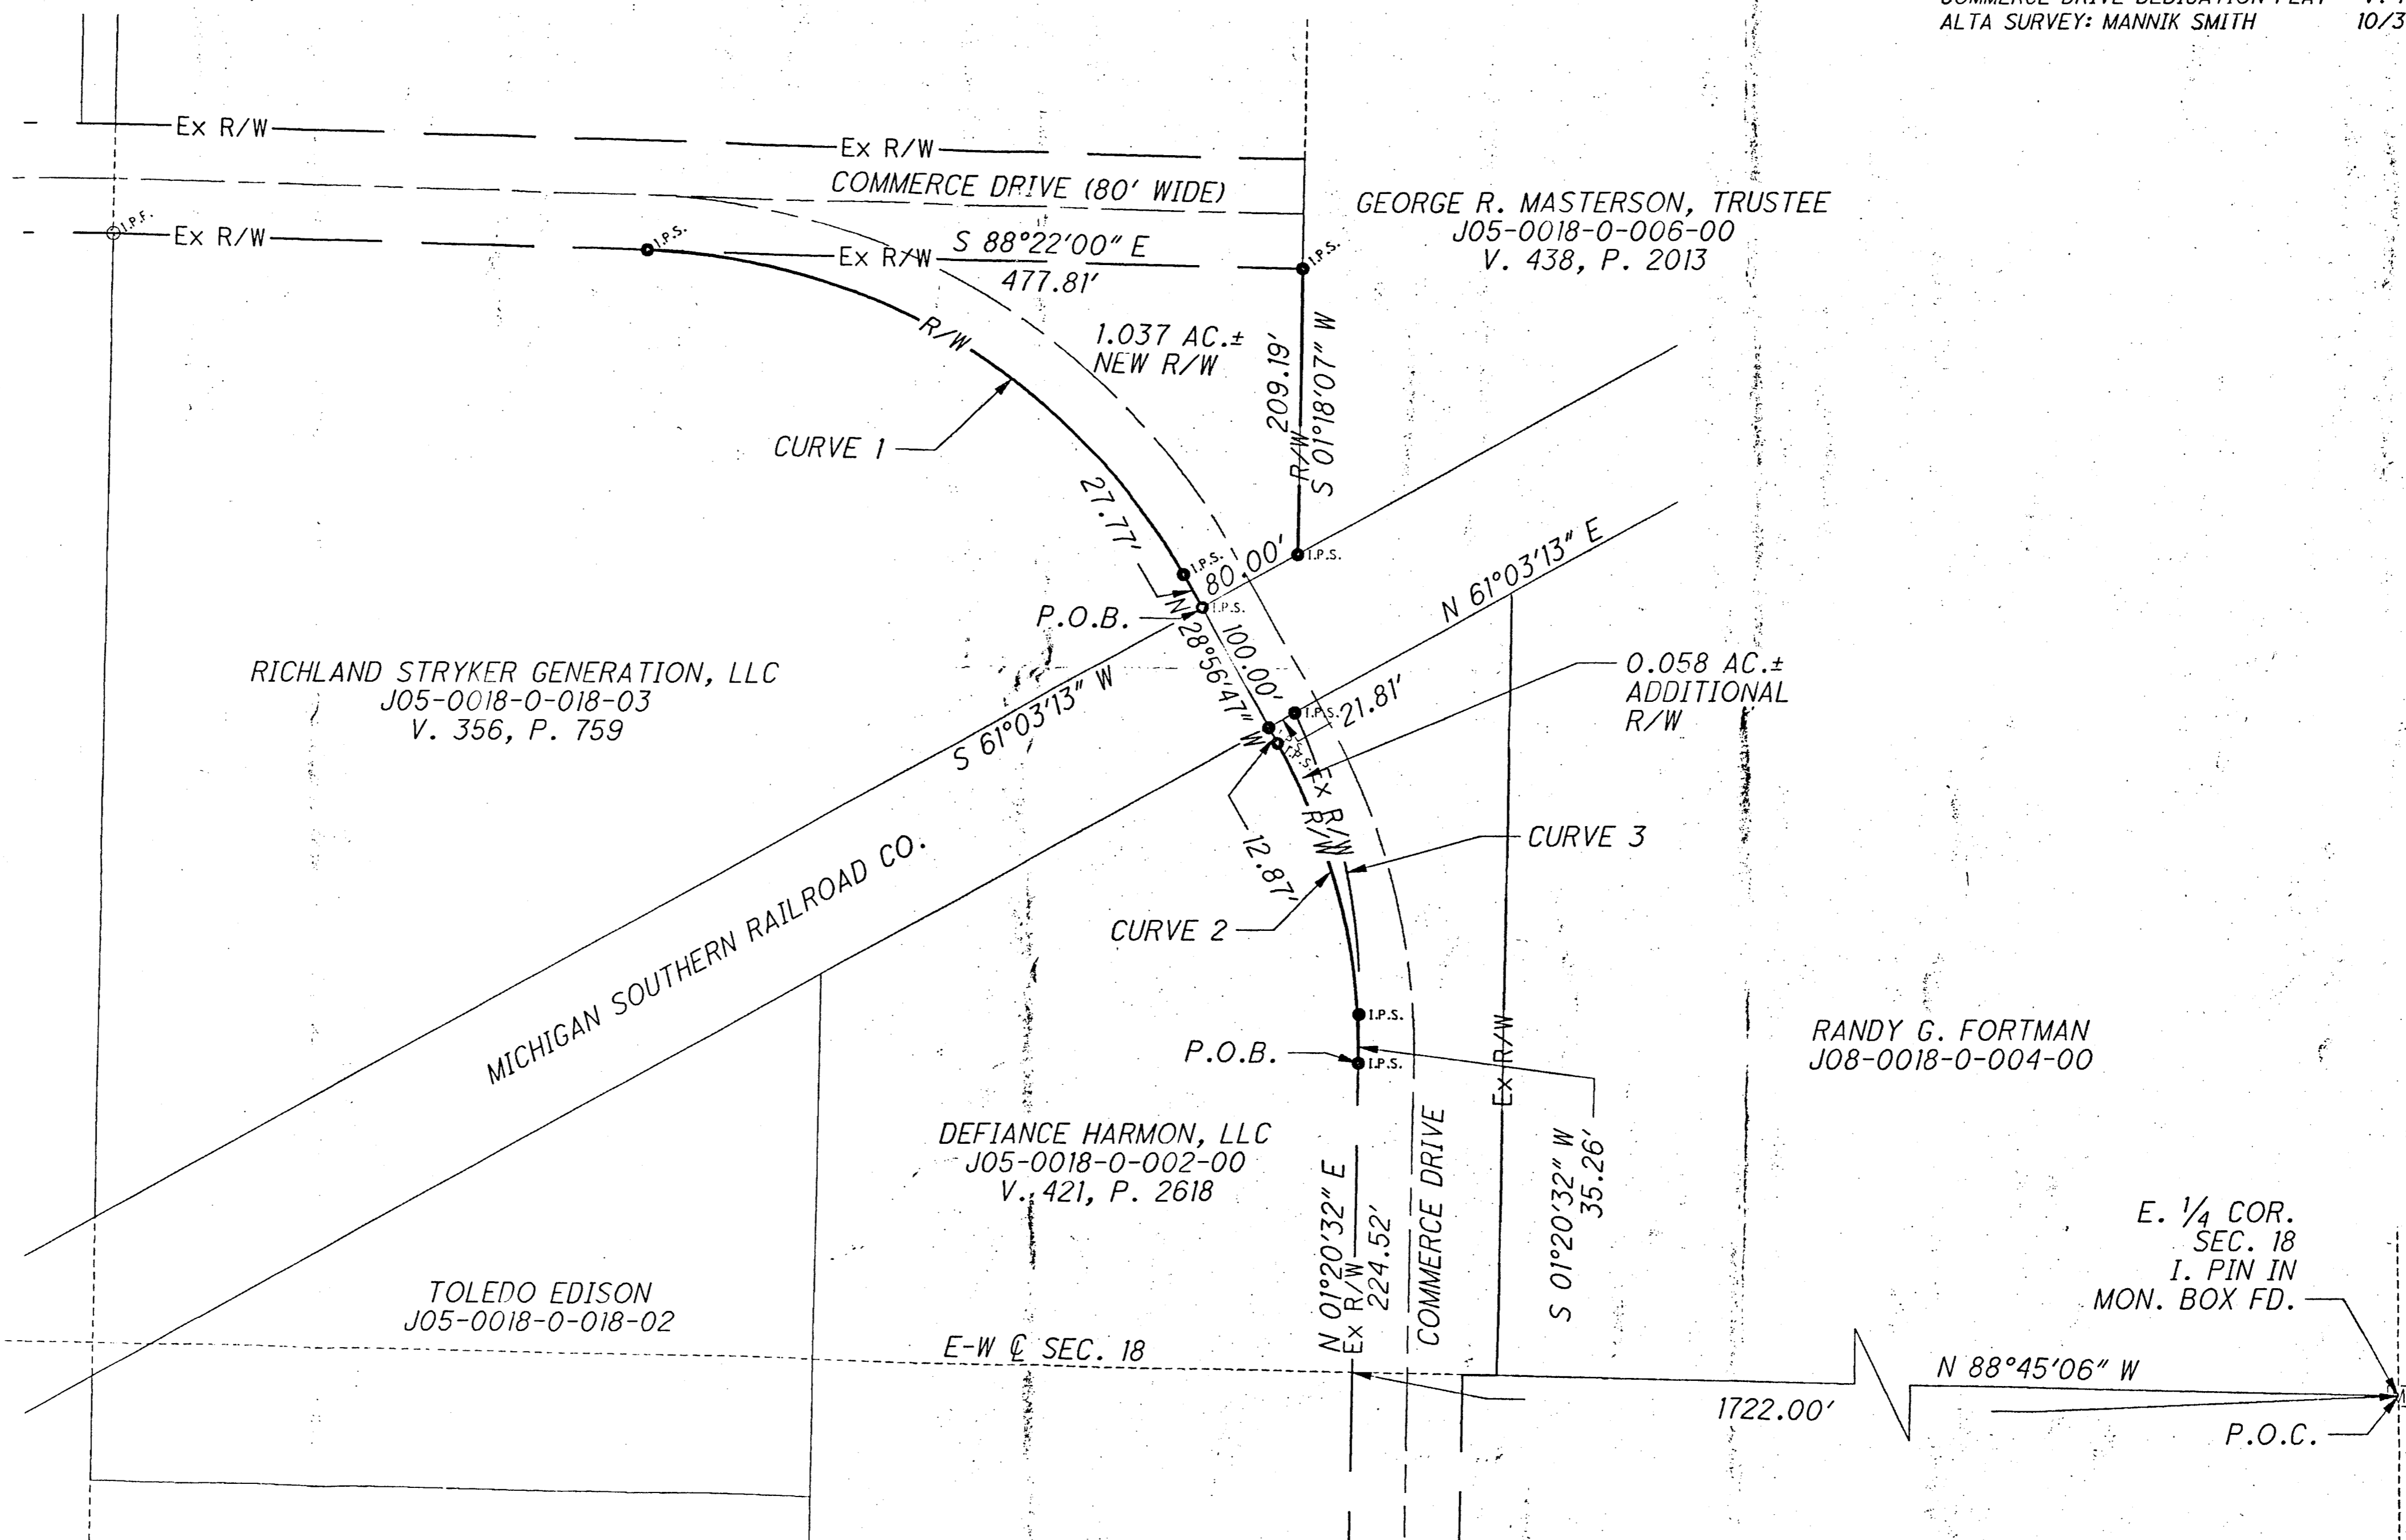 ALTA SURVEY: MANNIK SMITH 10/3
Ex R/W
Ex R/W
COMMERCE DRIVE (80' WIDE)
I.P.F.
Ex R/W
I.P.S.
Ex R/W
S 88°22'00" E
477.81'
I.P.S.
GEORGE R. MASTERSON, TRUSTEE
J05-0018-0-006-00
V. 438, P. 2013
R/W
1.037 AC.±
NEW R/W
209.19'
R/W
S 01°18'07" W
CURVE 1
27.77'
I.P.S.
80.00'
I.P.S.
P.O.B.
I.P.S.
N 28°56'47" W
100.00'
N 61°03'13" E
S 61°03'13" W
RICHLAND STRYKER GENERATION, LLC
J05-0018-0-018-03
V. 356, P. 759
0.058 AC.±
ADDITIONAL
R/W
I.P.S.
21.81'
I.P.S.
I.P.S.
Ex R/W
R/W
12.87'
CURVE 3
CURVE 2
MICHIGAN SOUTHERN RAILROAD CO.
I.P.S.
P.O.B.
I.P.S.
Ex R/W
RANDY G. FORTMAN
J08-0018-0-004-00
DEFIANCE HARMON, LLC
J05-0018-0-002-00
V. 421, P. 2618
N 01°20'32" E
Ex R/W
224.52'
COMMERCE DRIVE
S 01°20'32" W
35.26'
E. 1/4 COR.
SEC. 18
I. PIN IN
MON. BOX FD.
TOLEDO EDISON
J05-0018-0-018-02
E-W ℄ SEC. 18
N 88°45'06" W
1722.00'
P.O.C.